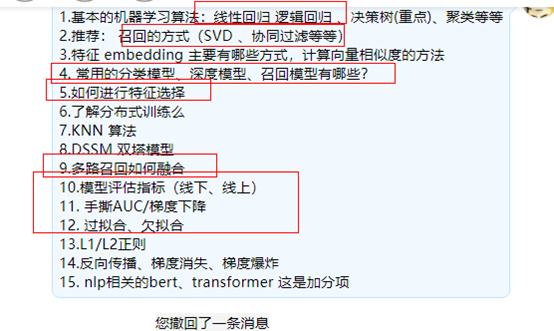 1.基本的机器学习算法：线性回归 逻辑回归 、决策树(重点)、聚类等等
2.推荐： 召回的方式（SVD 、协同过滤等等）
3.特征 embedding 主要有哪些方式，计算向量相似度的方法
4. 常用的分类模型、深度模型、召回模型有哪些？
5.如何进行特征选择
6.了解分布式训练么
7.KNN 算法
8.DSSM 双塔模型
9.多路召回如何融合
10.模型评估指标（线下、线上）
11. 手撕AUC/梯度下降
12. 过拟合、欠拟合
13.L1/L2正则
14.反向传播、梯度消失、梯度爆炸
15. nlp相关的bert、transformer 这是加分项
您撤回了一条消息